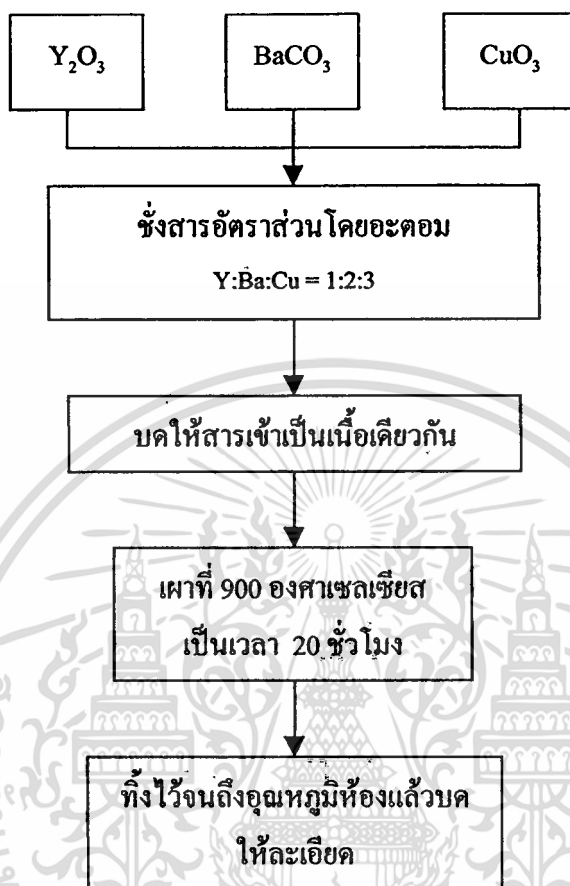 Y₂O₃ BaCO₃ CuO₃
ชั่งสารอัตราส่วนโดยอะตอม
Y:Ba:Cu = 1:2:3
บดให้สารเข้าเป็นเนื้อเดียวกัน
เผาที่ 900 องศาเซลเซียส
เป็นเวลา 20 ชั่วโมง
ทิ้งไว้จนถึงอุณหภูมิห้องแล้วบด
ให้ละเอียด